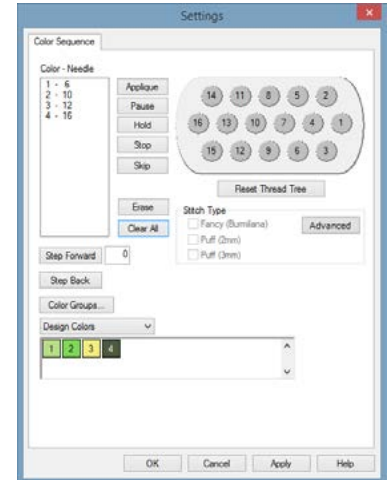 Settings
Color Sequence
Color - Needle
1 - 6
2 - 10
3 - 12
4 - 16
Applique
Pause
Hold
Stop
Skip
Erase
Clear All
14 11 8 5 2
16 13 10 7 4 1
15 12 9 6 3
Reset Thread Tree
Stitch Type
Fancy (Burmilana)
Puff (2mm)
Puff (3mm)
Advanced
Step Forward 0
Step Back
Color Groups...
Design Colors
1 2 3 4
OK Cancel Apply Help